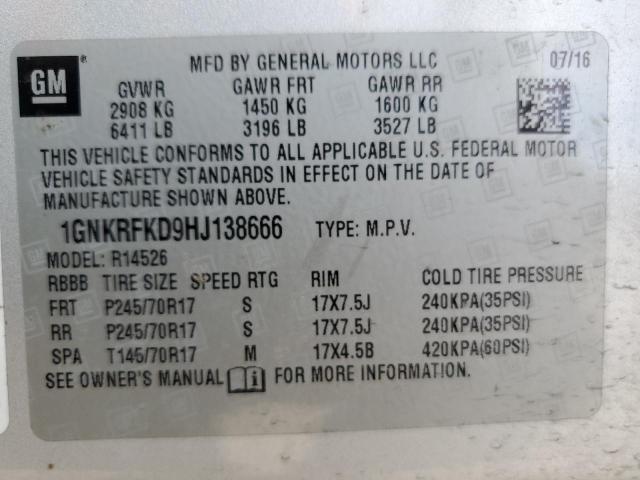 GM
MFD BY GENERAL MOTORS LLC 07/16
GVWR GAWR FRT GAWR RR
2908 KG 1450 KG 1600 KG
6411 LB 3196 LB 3527 LB
THIS VEHICLE CONFORMS TO ALL APPLICABLE U.S. FEDERAL MOTOR
VEHICLE SAFETY STANDARDS IN EFFECT ON THE DATE OF
MANUFACTURE SHOWN ABOVE.
1GNKRFKD9HJ138666 TYPE: M.P.V.
MODEL: R14526
RBBB TIRE SIZE SPEED RTG RIM COLD TIRE PRESSURE
FRT P245/70R17 S 17X7.5J 240KPA(35PSI)
RR P245/70R17 S 17X7.5J 240KPA(35PSI)
SPA T145/70R17 M 17X4.5B 420KPA(60PSI)
SEE OWNER'S MANUAL FOR MORE INFORMATION.